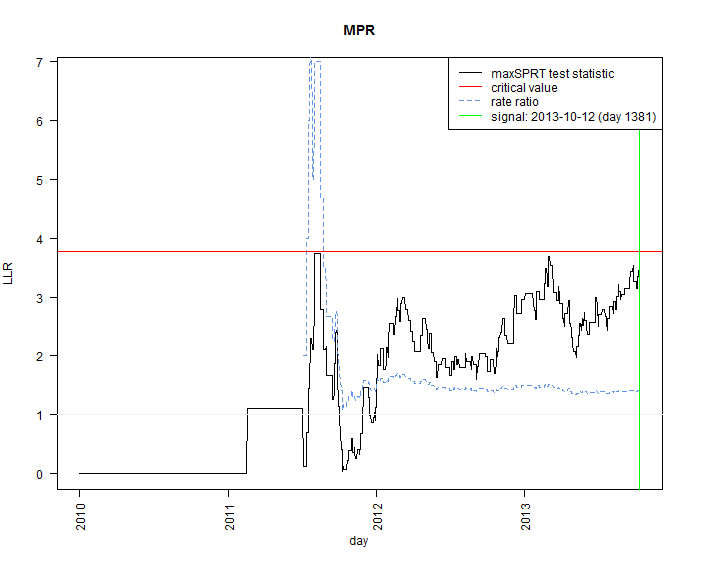 MPR
maxSPRT test statistic
critical value
rate ratio
signal: 2013-10-12 (day 1381)
LLR
7
6
5
4
3
2
1
0
2010
2011
2012
2013
day